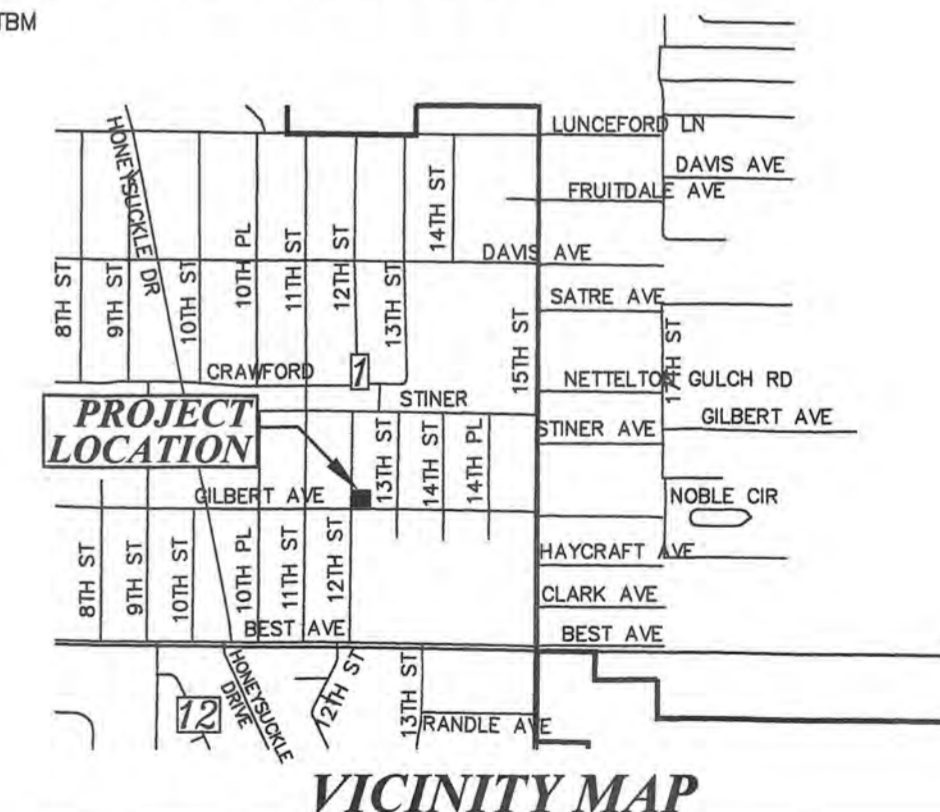 TBM
LUNCEFORD LN
DAVIS AVE
FRUITDALE AVE
HONEYSUCKLE DR
14TH ST
DAVIS AVE
8TH ST
9TH ST
10TH ST
10TH PL
11TH ST
12TH ST
13TH ST
SATRE AVE
15TH ST
17TH ST
CRAWFORD
1
NETTELTON GULCH RD
STINER
GILBERT AVE
PROJECT
LOCATION
STINER AVE
13TH ST
14TH ST
14TH PL
GILBERT AVE
NOBLE CIR
8TH ST
9TH ST
10TH ST
10TH PL
11TH ST
12TH ST
HAYCRAFT AVE
CLARK AVE
BEST AVE
BEST AVE
HONEYSUCKLE
DRIVE
12TH ST
13TH ST
12
RANDLE AVE
VICINITY MAP